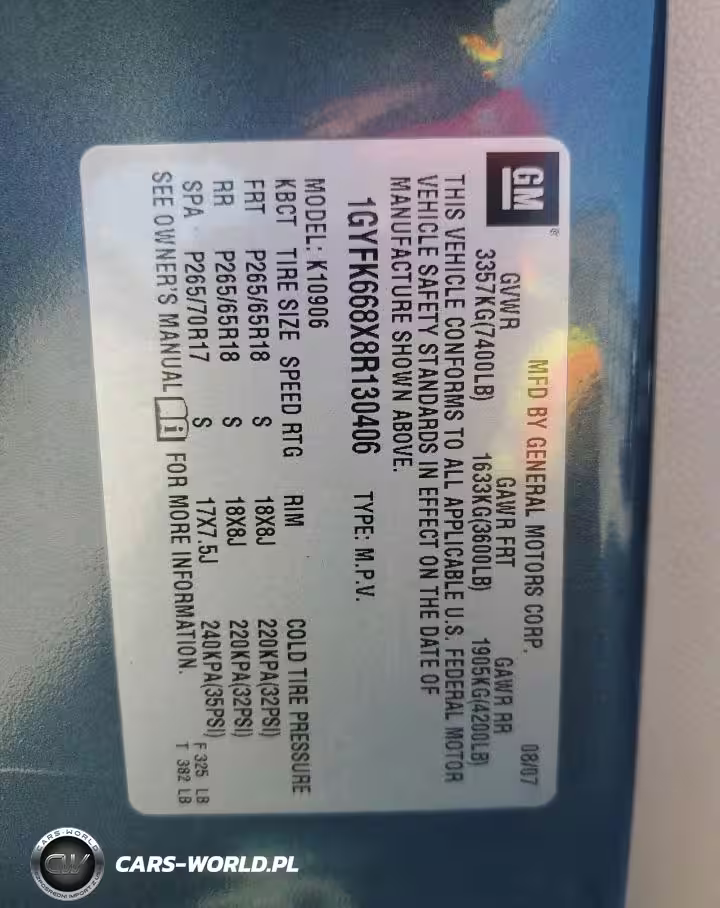 GM®
MFD BY GENERAL MOTORS CORP. 08/07
GVWR GAWR FRT GAWR RR
3357KG(7400LB) 1633KG(3600LB) 1905KG(4200LB)
THIS VEHICLE CONFORMS TO ALL APPLICABLE U.S. FEDERAL MOTOR
VEHICLE SAFETY STANDARDS IN EFFECT ON THE DATE OF
MANUFACTURE SHOWN ABOVE.
1GYFK668X8R130406 TYPE: M.P.V.
MODEL: K10906
KBCT TIRE SIZE SPEED RTG RIM COLD TIRE PRESSURE
FRT P265/65R18 S 18X8J 220KPA(32PSI)
RR P265/65R18 S 18X8J 220KPA(32PSI)
SPA P265/70R17 S 17X7.5J 240KPA(35PSI)
SEE OWNER'S MANUAL FOR MORE INFORMATION.
F 325 LB
T 382 LB
CARS-WORLD
CW
CARS-WORLD.PL